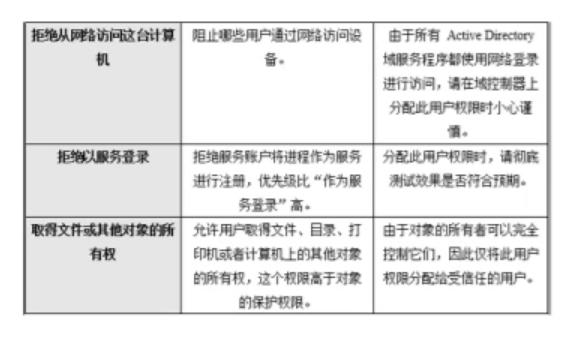 拒绝从网络访问这台计算
机
阻止哪些用户通过网络访问设
备。
由于所有 Active Directory
域服务程序都使用网络登录
进行访问，请在域控制器上
分配此用户权限时小心谨
慎。
拒绝以服务登录
拒绝服务账户将进程作为服务
进行注册，优先级比“作为服
务登录”高。
分配此用户权限时，请彻底
测试效果是否符合预期。
取得文件或其他对象的所
有权
允许用户取得文件、目录、打
印机或者计算机上的其他对象
的所有权，这个权限高于对象
的保护权限。
由于对象的所有者可以完全
控制它们，因此仅将此用户
权限分配给受信任的用户。